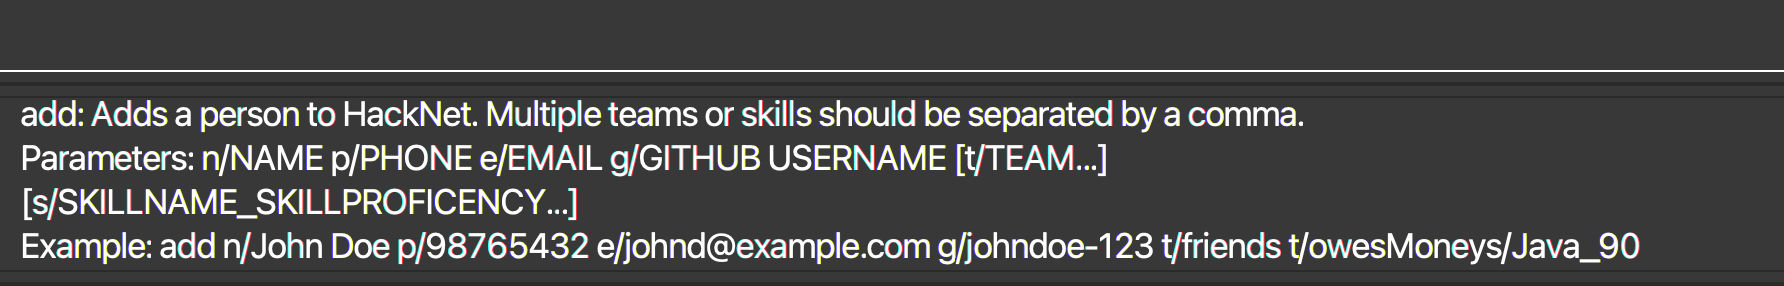 add: Adds a person to HackNet. Multiple teams or skills should be separated by a comma.
Parameters: n/NAME p/PHONE e/EMAIL g/GITHUB USERNAME [t/TEAM...]
[s/SKILLNAME_SKILLPROFICENCY...]
Example: add n/John Doe p/98765432 e/johnd@example.com g/johndoe-123 t/friends t/owesMoneys/Java_90